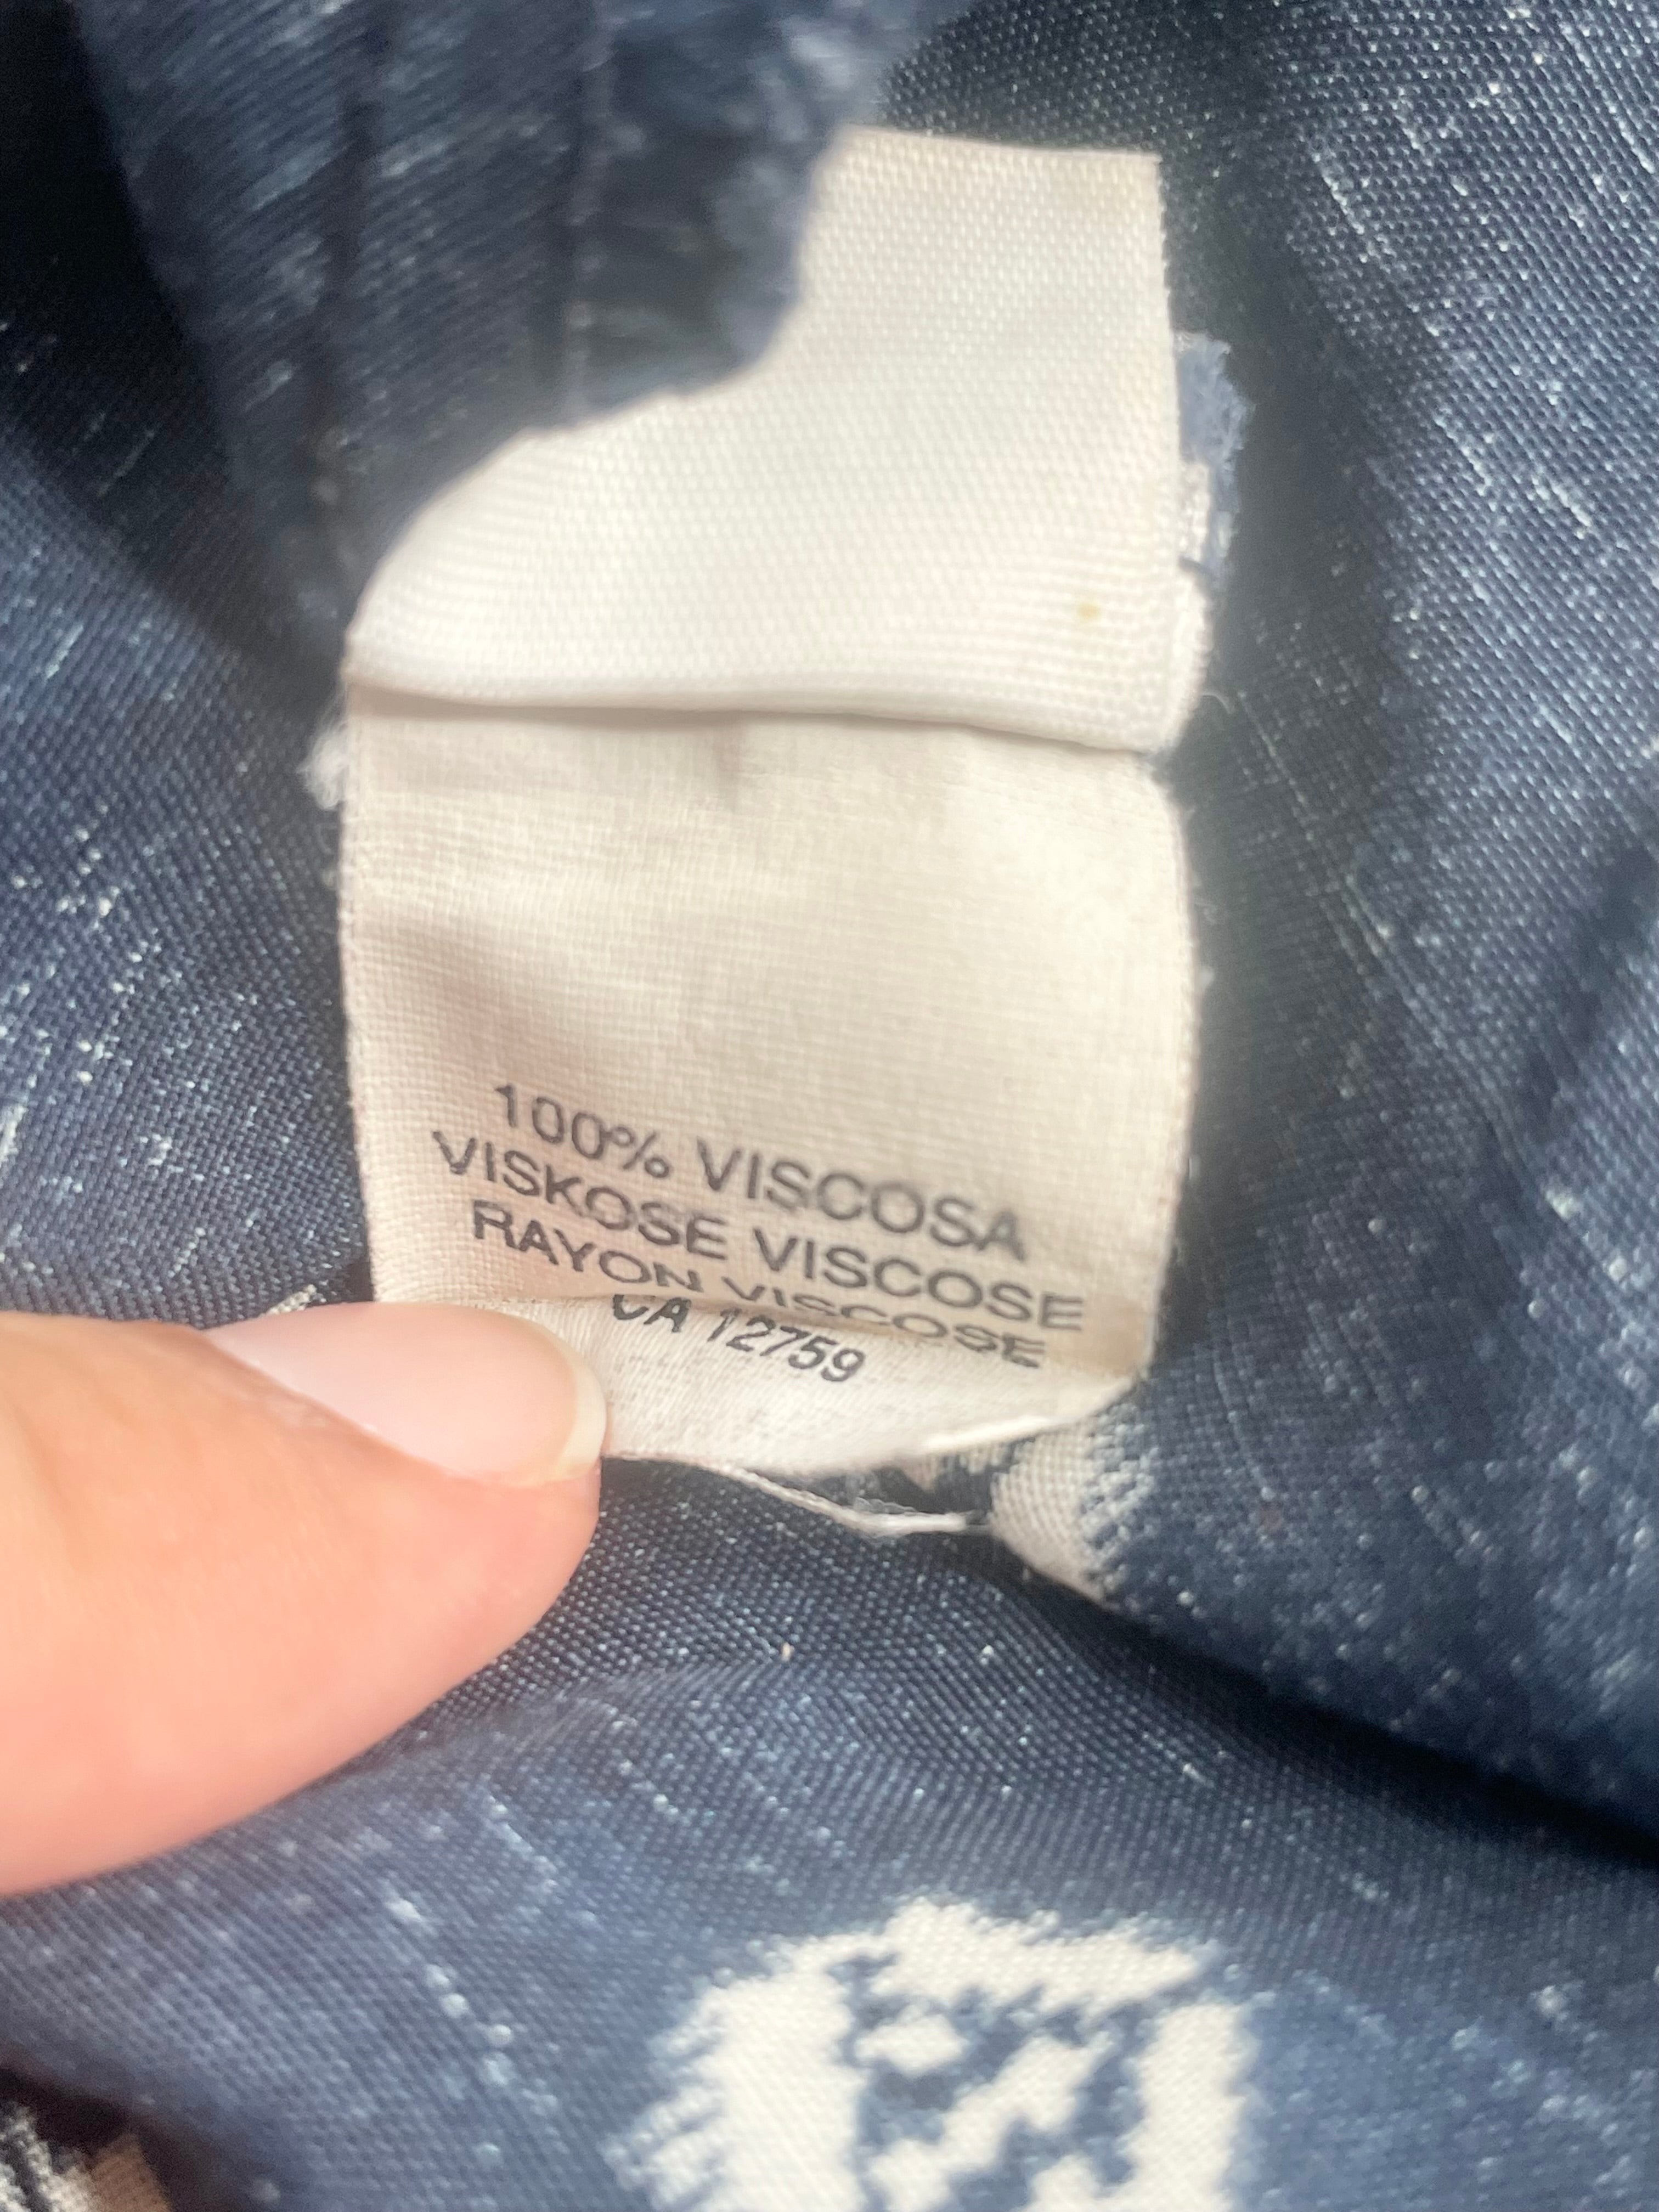 100% VISCOSA
VISKOSE VISCOSE
RAYON VISCOSE
CA 12759